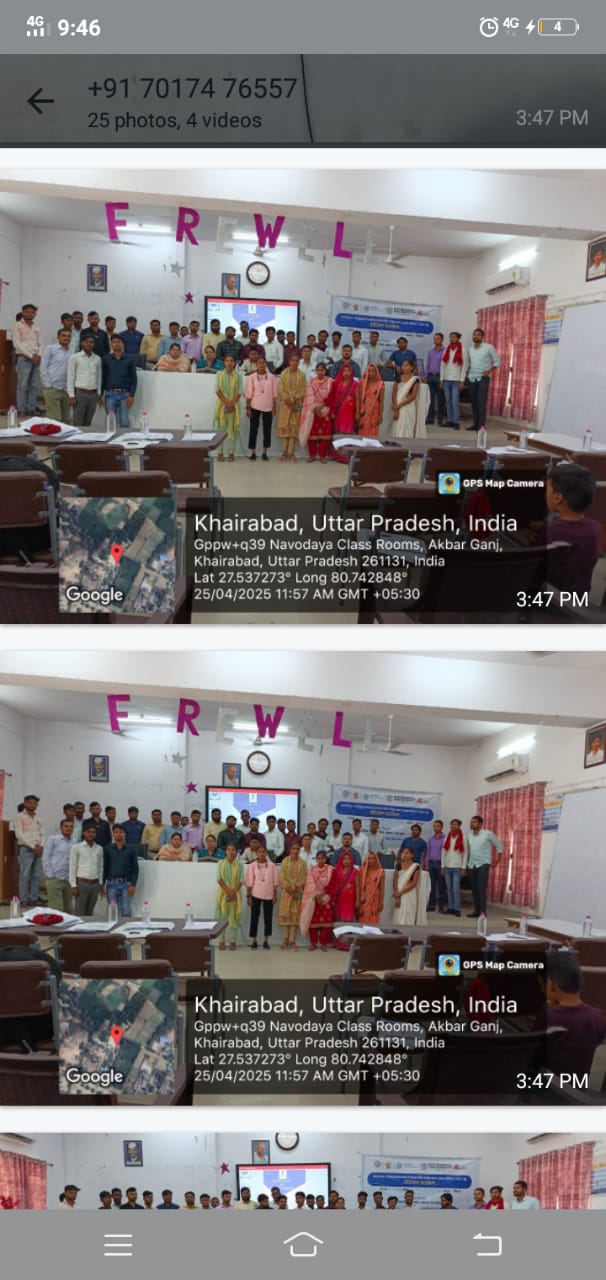 4G 9:46
4G 4
+91 70174 76557
25 photos, 4 videos
3:47 PM
F R W L
GPS Map Camera
Khairabad, Uttar Pradesh, India
Gppw+q39 Navodaya Class Rooms, Akbar Ganj,
Khairabad, Uttar Pradesh 261131, India
Lat 27.537273° Long 80.742848°
25/04/2025 11:57 AM GMT +05:30
Google
3:47 PM
F R W L
GPS Map Camera
Khairabad, Uttar Pradesh, India
Gppw+q39 Navodaya Class Rooms, Akbar Ganj,
Khairabad, Uttar Pradesh 261131, India
Lat 27.537273° Long 80.742848°
25/04/2025 11:57 AM GMT +05:30
Google
3:47 PM